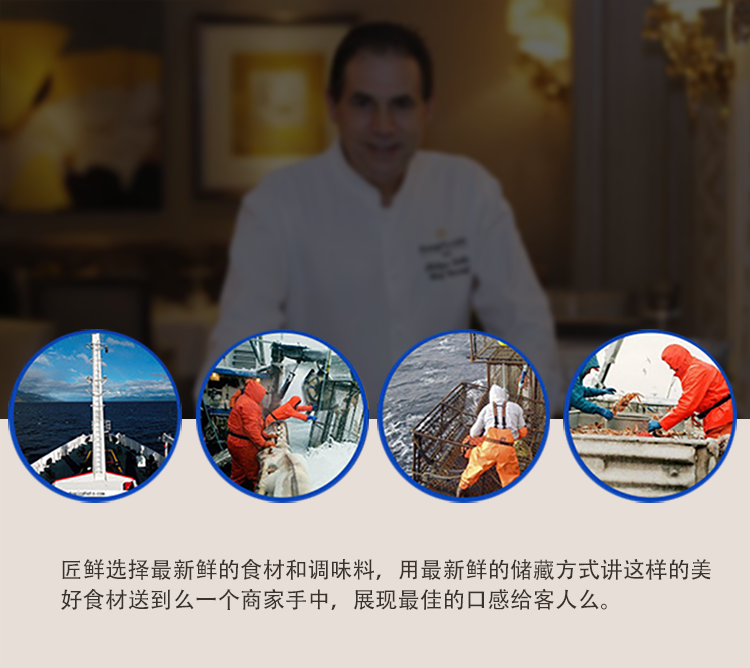 匠鲜选择最新鲜的食材和调味料，用最新鲜的储藏方式讲这样的美
好食材送到么一个商家手中，展现最佳的口感给客人么。